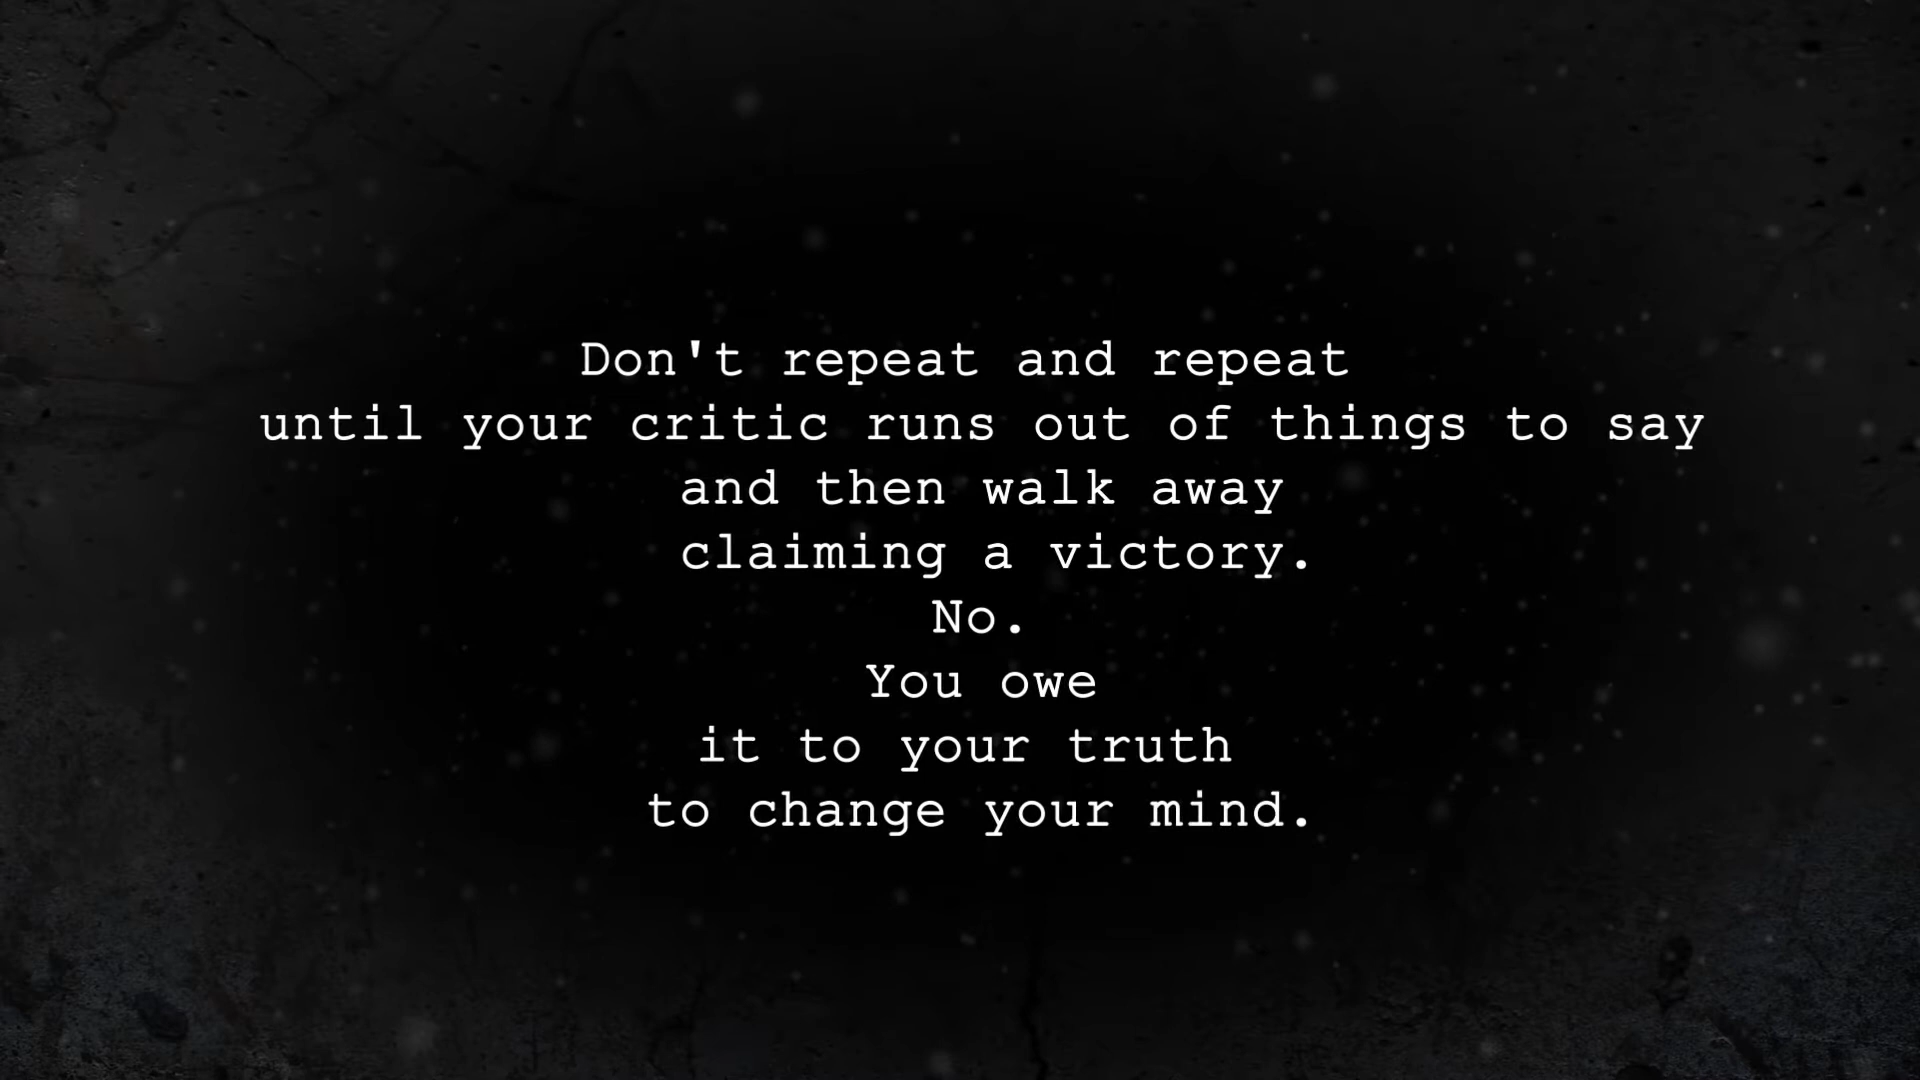 Don't repeat and repeat
until your critic runs out of things to say
and then walk away
claiming a victory.
No.
You owe
it to your truth
to change your mind.